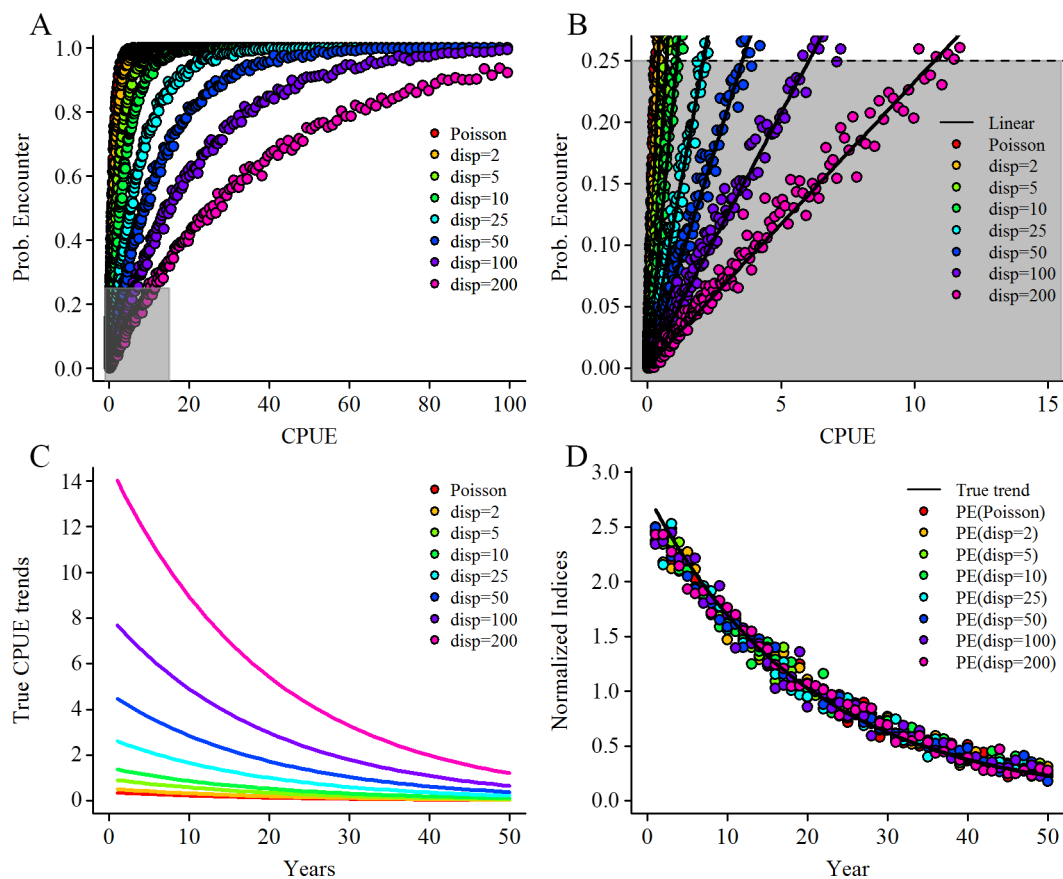 A
Prob. Encounter
1.0
0.8
0.6
0.4
0.2
0.0
0
20
40
60
80
100
CPUE
Poisson
disp=2
disp=5
disp=10
disp=25
disp=50
disp=100
disp=200
B
Prob. Encounter
0.25
0.20
0.15
0.10
0.05
0.00
0
5
10
15
CPUE
Linear
Poisson
disp=2
disp=5
disp=10
disp=25
disp=50
disp=100
disp=200
C
True CPUE trends
14
12
10
8
6
4
2
0
0
10
20
30
40
50
Years
Poisson
disp=2
disp=5
disp=10
disp=25
disp=50
disp=100
disp=200
D
Normalized Indices
3.0
2.5
2.0
1.5
1.0
0.5
0.0
0
10
20
30
40
50
Year
True trend
PE(Poisson)
PE(disp=2)
PE(disp=5)
PE(disp=10)
PE(disp=25)
PE(disp=50)
PE(disp=100)
PE(disp=200)